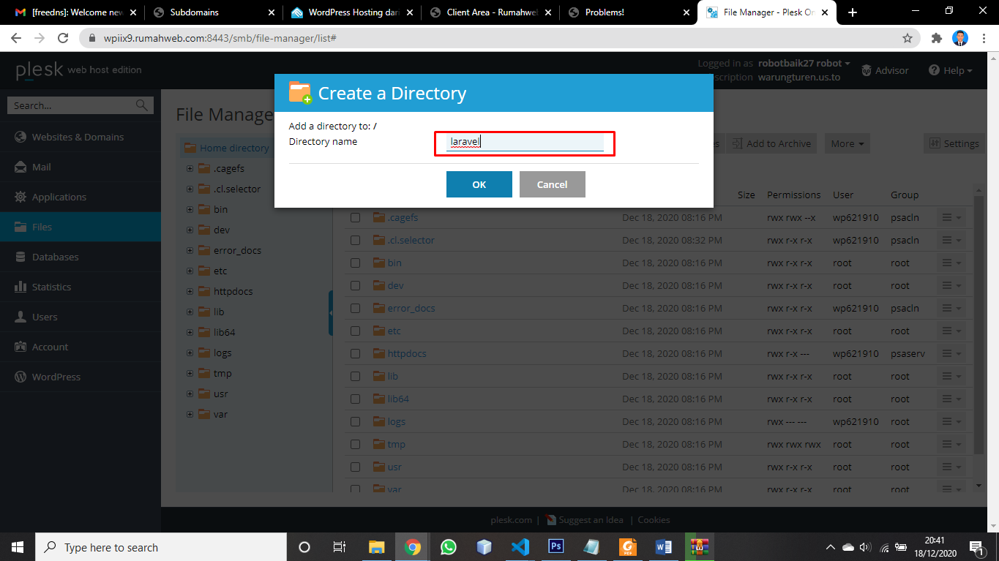 [freedns]: Welcome new
Subdomains
WordPress Hosting dari
Client Area - Rumahweb
Problems!
File Manager - Plesk On
wpiix9.rumahweb.com:8443/smb/file-manager/list#
plesk web host edition
Logged in as robotbaik27 robot
warungturen.us.to
Advisor
Help
Search...
Websites & Domains
Mail
Applications
Files
Databases
Statistics
Users
Account
WordPress
File Manage
Home directory
.cagefs
.cl.selector
bin
dev
error_docs
etc
httpdocs
lib
lib64
logs
tmp
usr
var
Create a Directory
Add a directory to: /
Directory name
laravel
OK
Cancel
Add to Archive
More
Settings
Size Permissions User Group
.cagefs Dec 18, 2020 08:16 PM rwx rwx --x wp621910 psacln
.cl.selector Dec 18, 2020 08:32 PM rwx r-x r-x wp621910 psacln
bin Dec 18, 2020 08:16 PM rwx r-x r-x root root
dev Dec 18, 2020 08:16 PM rwx r-x r-x root root
error_docs Dec 18, 2020 08:16 PM rwx r-x r-x wp621910 psacln
etc Dec 18, 2020 08:16 PM rwx r-x r-x root root
httpdocs Dec 18, 2020 08:16 PM rwx r-x --- wp621910 psaserv
lib Dec 18, 2020 08:16 PM rwx r-x r-x root root
lib64 Dec 18, 2020 08:16 PM rwx r-x r-x root root
logs Dec 18, 2020 08:16 PM rwx --- --- wp621910 root
tmp Dec 18, 2020 08:16 PM rwx rwx rwx root root
usr Dec 18, 2020 08:16 PM rwx r-x r-x root root
var Dec 18, 2020 08:16 PM rwx r-x r-x root root
plesk.com | Suggest an Idea | Cookies
Type here to search
Ps
PDF
20:41
18/12/2020
1